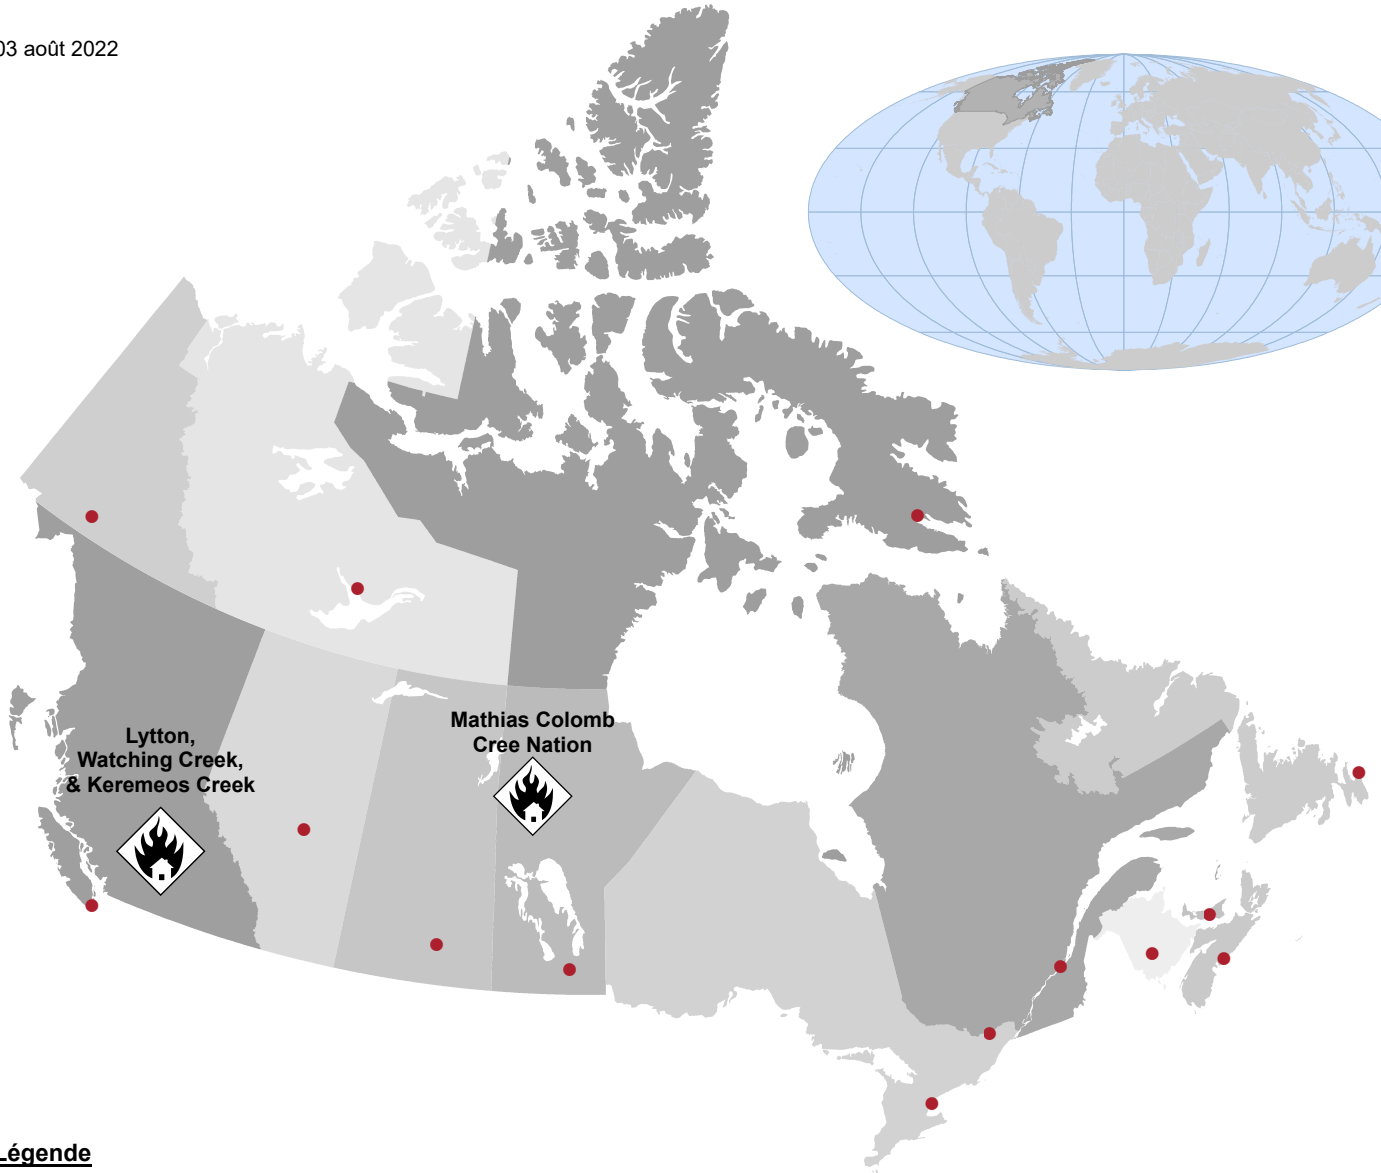 03 août 2022
Mathias Colomb
Cree Nation
Lytton,
Watching Creek,
& Keremeos Creek
Légende